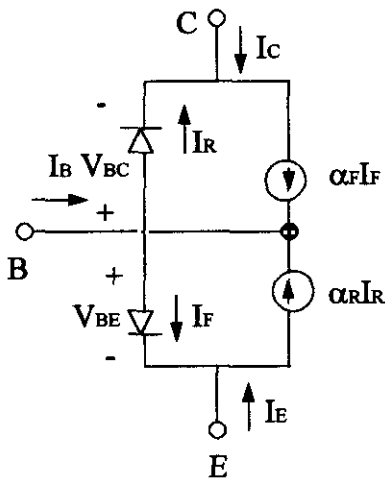 C
I_C
-
I_R
I_B V_BC
α_F I_F
+
B
+
α_R I_R
V_BE
I_F
-
I_E
E